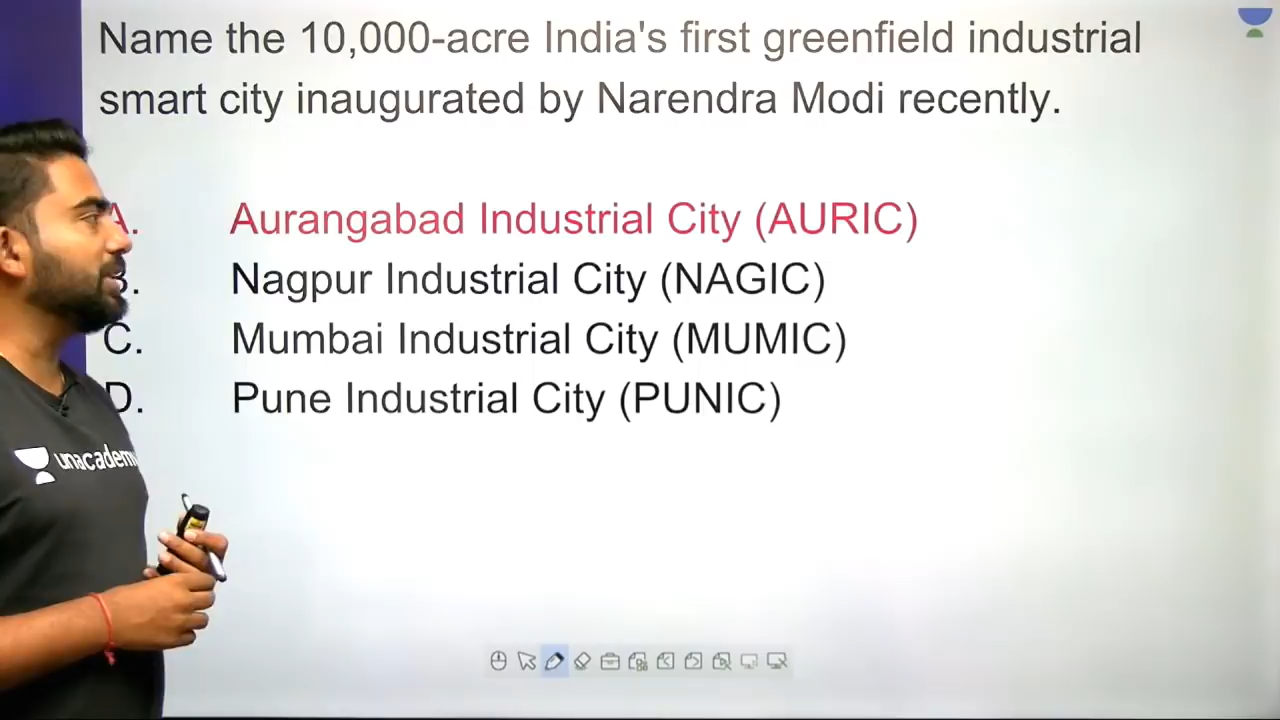 Name the 10,000-acre India's first greenfield industrial
smart city inaugurated by Narendra Modi recently.
A. Aurangabad Industrial City (AURIC)
B. Nagpur Industrial City (NAGIC)
C. Mumbai Industrial City (MUMIC)
D. Pune Industrial City (PUNIC)
unacademy